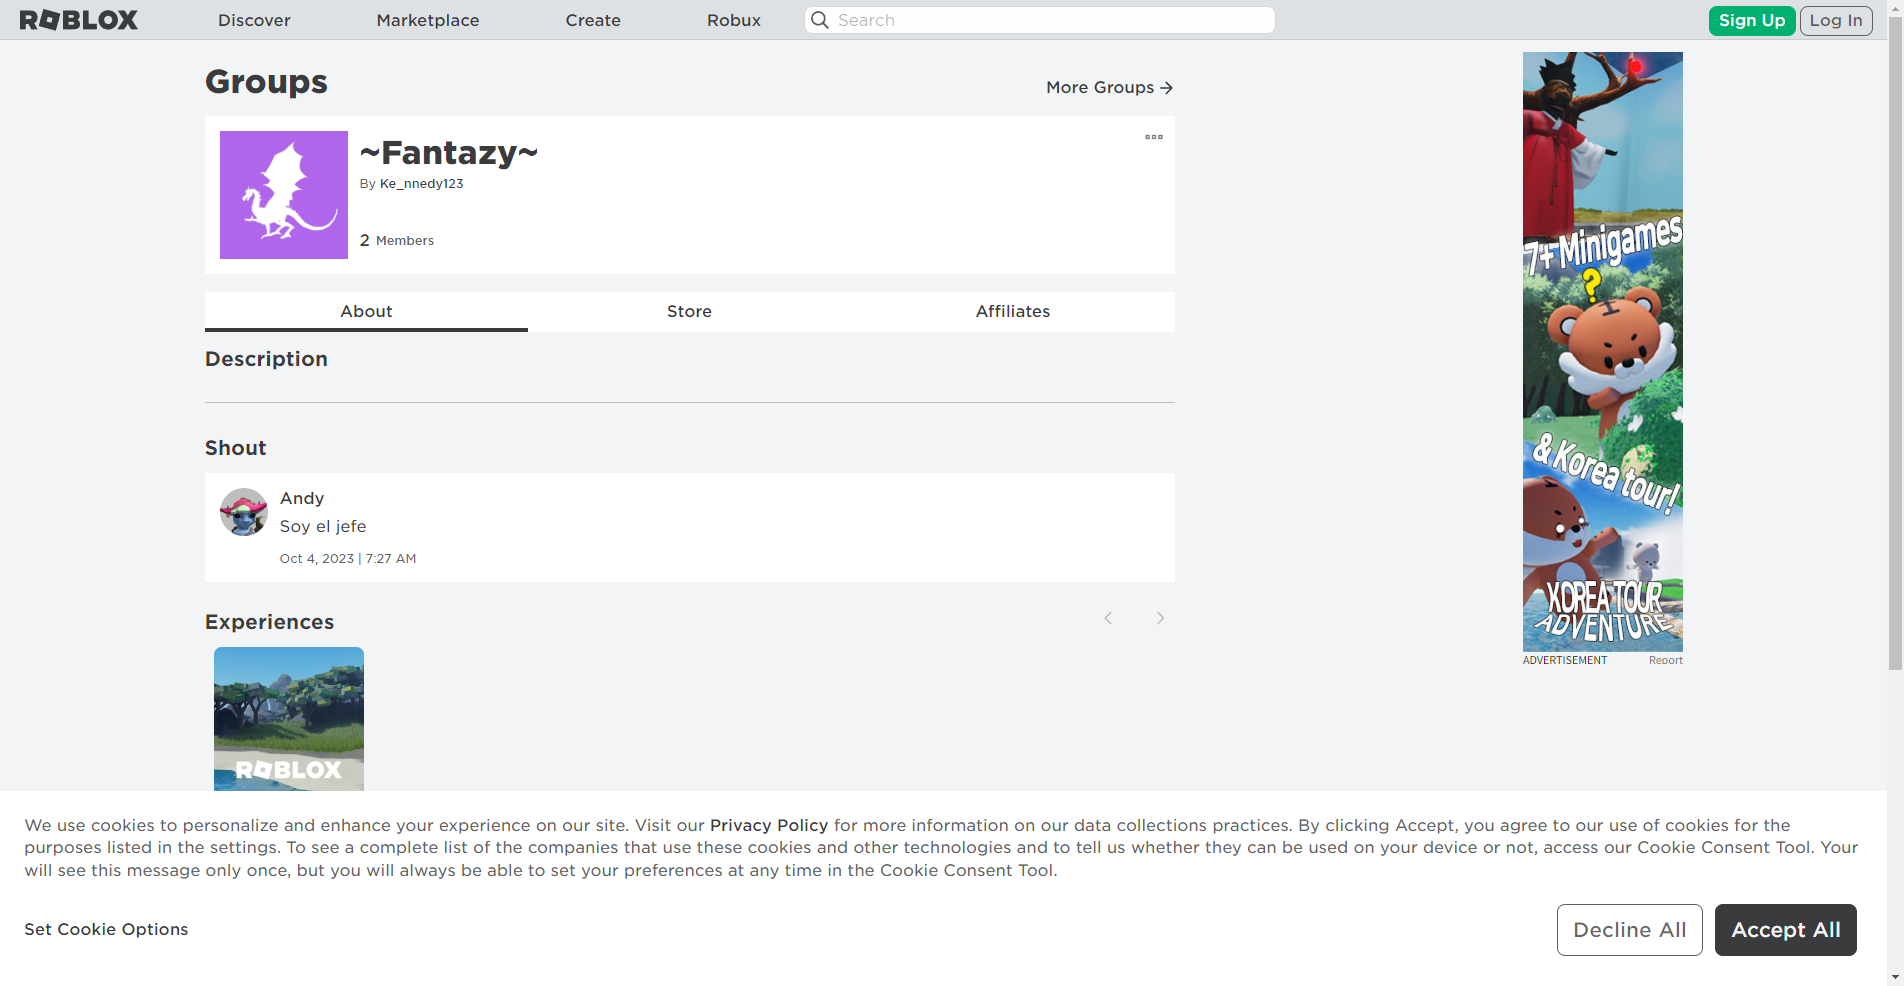 ROBLOX
Discover
Marketplace
Create
Robux
Search
Sign Up
Log In
Groups
More Groups
~Fantazy~
By Ke_nnedy123
2 Members
About
Store
Affiliates
Description
Shout
Andy
Soy el jefe
Oct 4, 2023 | 7:27 AM
Experiences
ROBLOX
7+ Minigames
?
& Korea tour!
KOREA TOUR
ADVENTURE
ADVERTISEMENT
Report
We use cookies to personalize and enhance your experience on our site. Visit our Privacy Policy for more information on our data collections practices. By clicking Accept, you agree to our use of cookies for the
purposes listed in the settings. To see a complete list of the companies that use these cookies and other technologies and to tell us whether they can be used on your device or not, access our Cookie Consent Tool. Your
will see this message only once, but you will always be able to set your preferences at any time in the Cookie Consent Tool.
Set Cookie Options
Decline All
Accept All